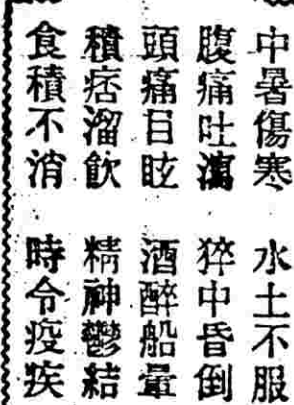 中暑傷寒　水土不服
腹痛吐瀉　猝中昏倒
頭痛目眩　酒醉船暈
積痞溜飲　精神鬱結
食積不消　時令疫疾